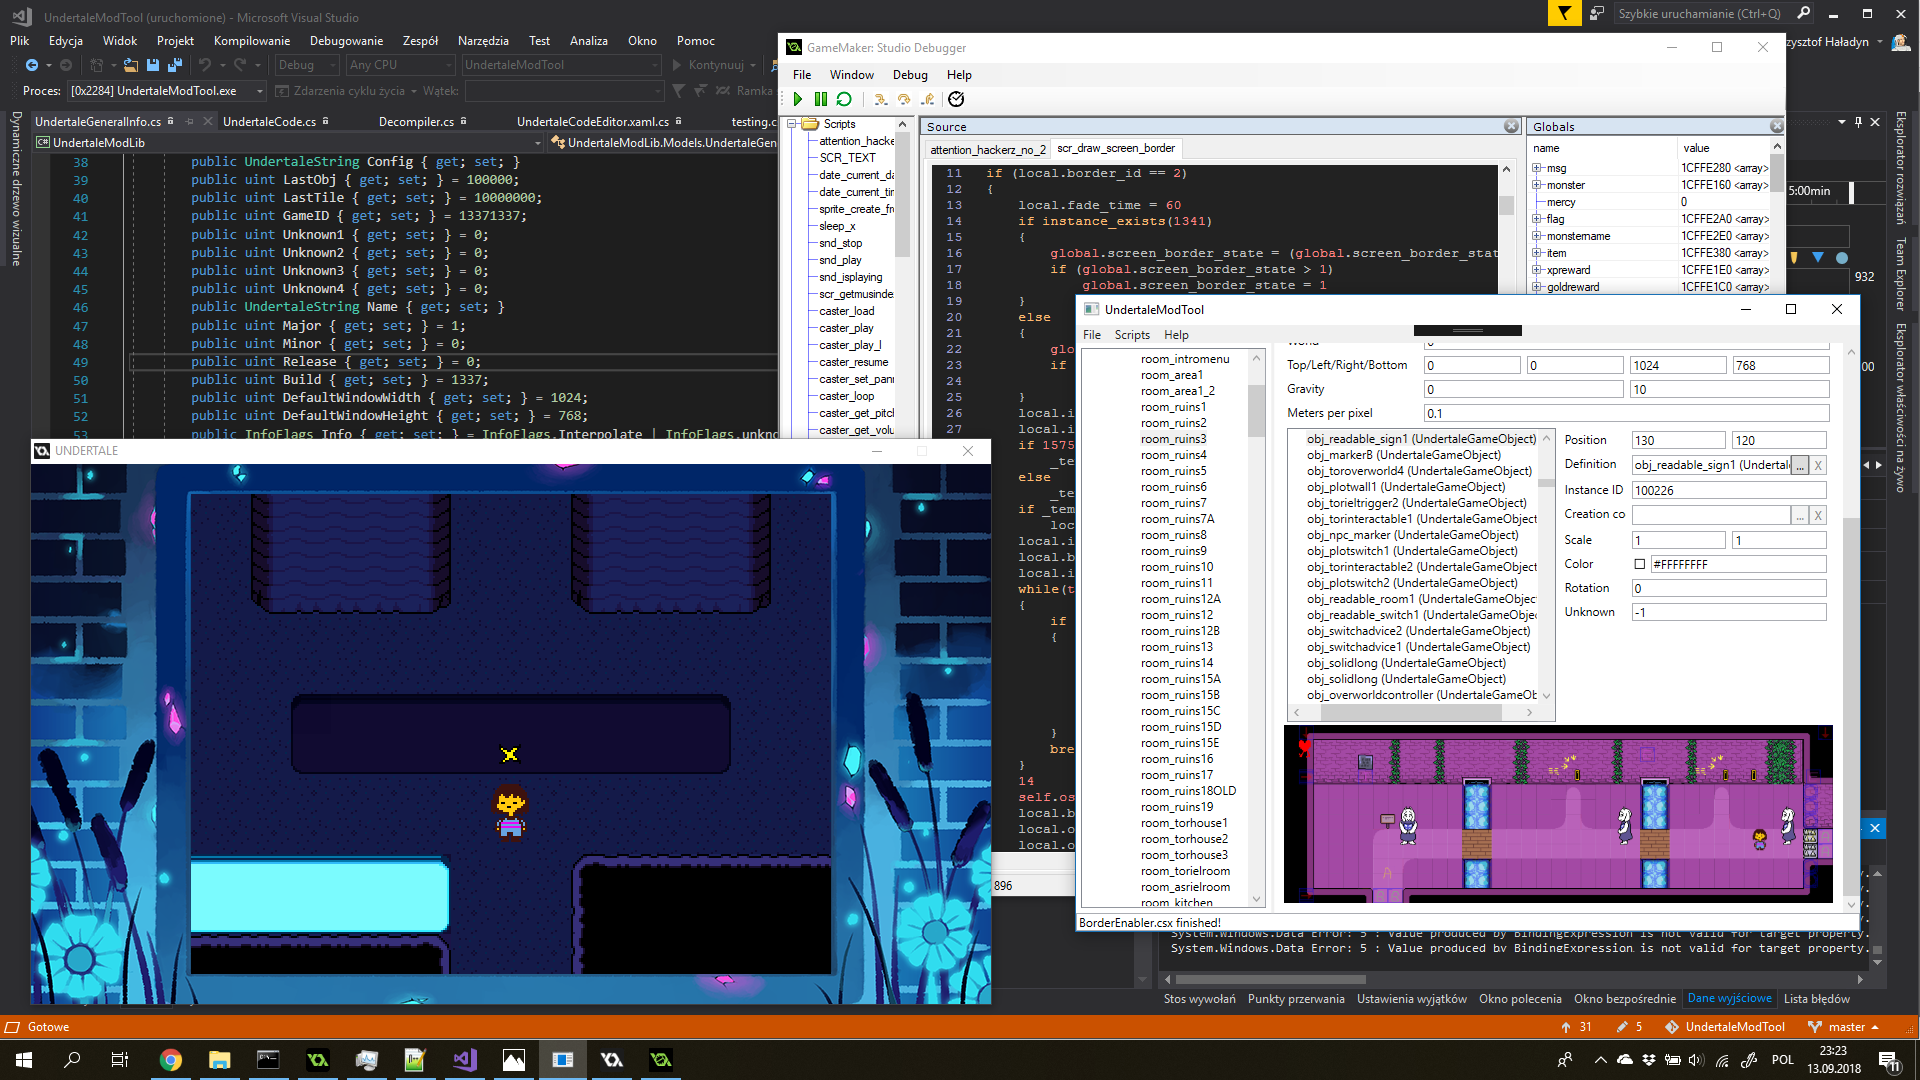 UndertaleModTool (uruchomione) - Microsoft Visual Studio
Szybkie uruchamianie (Ctrl+Q)
Plik Edycja Widok Projekt Kompilowanie Debugowanie Zespół Narzędzia Test Analiza Okno Pomoc
zysztof Haładyn
Debug Any CPU UndertaleModTool Kontynuuj
Proces: [0x2284] UndertaleModTool.exe Zdarzenia cyklu życia Wątek: Ramka
Dynamiczne drzewo wizualne
UndertaleGeneralInfo.cs UndertaleCode.cs Decompiler.cs UndertaleCodeEditor.xaml.cs testing.c
UndertaleModLib UndertaleModLib.Models.UndertaleGen
38 public UndertaleString Config { get; set; }
39 public uint LastObj { get; set; } = 100000;
40 public uint LastTile { get; set; } = 10000000;
41 public uint GameID { get; set; } = 13371337;
42 public uint Unknown1 { get; set; } = 0;
43 public uint Unknown2 { get; set; } = 0;
44 public uint Unknown3 { get; set; } = 0;
45 public uint Unknown4 { get; set; } = 0;
46 public UndertaleString Name { get; set; }
47 public uint Major { get; set; } = 1;
48 public uint Minor { get; set; } = 0;
49 public uint Release { get; set; } = 0;
50 public uint Build { get; set; } = 1337;
51 public uint DefaultWindowWidth { get; set; } = 1024;
52 public uint DefaultWindowHeight { get; set; } = 768;
53 public InfoFlags Info { get; set; } = InfoFlags.Interpolate | InfoFlags.unkno
GameMaker: Studio Debugger
File Window Debug Help
Scripts
attention_hacker
SCR_TEXT
date_current_da
date_current_tim
sprite_create_fro
sleep_x
snd_stop
snd_play
snd_isplaying
scr_getmusindex
caster_load
caster_play
caster_play_l
caster_resume
caster_set_pann
caster_loop
caster_get_pitch
caster_get_volu
Source
attention_hackerz_no_2 scr_draw_screen_border
11 if (local.border_id == 2)
12 {
13 local.fade_time = 60
14 if instance_exists(1341)
15 {
16 global.screen_border_state = (global.screen_border_stat
17 if (global.screen_border_state > 1)
18 global.screen_border_state = 1
19 }
20 else
21 {
22 glo
23 if
24
25 }
26 local.i
27 local.i
if 1575
_te
else
_te
if _tem
loc
local.i
local.b
local.i
while(t
{
if
{
}
bre
}
14
self.os
local.b
local.o
local.o
896
Globals
name value
msg 1CFFE280 <array>
monster 1CFFE160 <array>
mercy 0
flag 1CFFE2A0 <array>
monstername 1CFFE2E0 <array>
item 1CFFE380 <array>
xpreward 1CFFE1E0 <array>
goldreward 1CFFE1C0 <array>
5:00min
932
00
Eksplorator rozwiązań
Team Explorer
Eksplorator właściwości na żywo
UndertaleModTool
File Scripts Help
room_intromenu
room_area1
room_area1_2
room_ruins1
room_ruins2
room_ruins3
room_ruins4
room_ruins5
room_ruins6
room_ruins7
room_ruins7A
room_ruins8
room_ruins9
room_ruins10
room_ruins11
room_ruins12A
room_ruins12
room_ruins12B
room_ruins13
room_ruins14
room_ruins15A
room_ruins15B
room_ruins15C
room_ruins15D
room_ruins15E
room_ruins16
room_ruins17
room_ruins18OLD
room_ruins19
room_torhouse1
room_torhouse2
room_torhouse3
room_torielroom
room_asrielroom
room_kitchen
World 0
Top/Left/Right/Bottom 0 0 1024 768
Gravity 0 10
Meters per pixel 0.1
obj_readable_sign1 (UndertaleGameObject)
obj_markerB (UndertaleGameObject)
obj_toroverworld4 (UndertaleGameObject)
obj_plotwall1 (UndertaleGameObject)
obj_torieltrigger2 (UndertaleGameObject)
obj_torinteractable1 (UndertaleGameObject
obj_npc_marker (UndertaleGameObject)
obj_plotswitch1 (UndertaleGameObject)
obj_torinteractable2 (UndertaleGameObject
obj_plotswitch2 (UndertaleGameObject)
obj_readable_room1 (UndertaleGameObjec
obj_readable_switch1 (UndertaleGameObjec
obj_switchadvice2 (UndertaleGameObject)
obj_switchadvice1 (UndertaleGameObject)
obj_solidlong (UndertaleGameObject)
obj_solidlong (UndertaleGameObject)
obj_overworldcontroller (UndertaleGameOb
Position 130 120
Definition obj_readable_sign1 (Undertal ... X
Instance ID 100226
Creation co ... X
Scale 1 1
Color #FFFFFFFF
Rotation 0
Unknown -1
BorderEnabler.csx finished!
UNDERTALE
System.Windows.Data Error: 5 : Value produced by BindingExpression is not valid for target property.
System.Windows.Data Error: 5 : Value produced by BindingExpression is not valid for target property.
Stos wywołań Punkty przerwania Ustawienia wyjątków Okno polecenia Okno bezpośrednie Dane wyjściowe Lista błędów
Gotowe 31 5 UndertaleModTool master
POL 23:23
13.09.2018
11